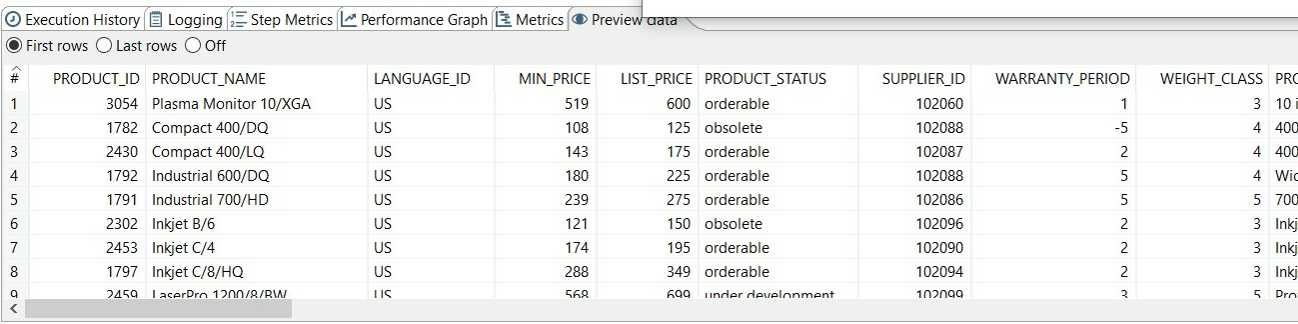 Execution History Logging Step Metrics Performance Graph Metrics Preview data
First rows Last rows Off
# PRODUCT_ID PRODUCT_NAME LANGUAGE_ID MIN_PRICE LIST_PRICE PRODUCT_STATUS SUPPLIER_ID WARRANTY_PERIOD WEIGHT_CLASS
1 3054 Plasma Monitor 10/XGA US 519 600 orderable 102060 1 3 10
2 1782 Compact 400/DQ US 108 125 obsolete 102088 -5 4 400
3 2430 Compact 400/LQ US 143 175 orderable 102087 2 4 400
4 1792 Industrial 600/DQ US 180 225 orderable 102088 5 4
5 1791 Industrial 700/HD US 239 275 orderable 102086 5 5 700
6 2302 Inkjet B/6 US 121 150 obsolete 102096 2 3
7 2453 Inkjet C/4 US 174 195 orderable 102090 2 3
8 1797 Inkjet C/8/HQ US 288 349 orderable 102094 2 3
9 2459 LaserPro 1200/8/BW US 568 699 under development 102099 3 5